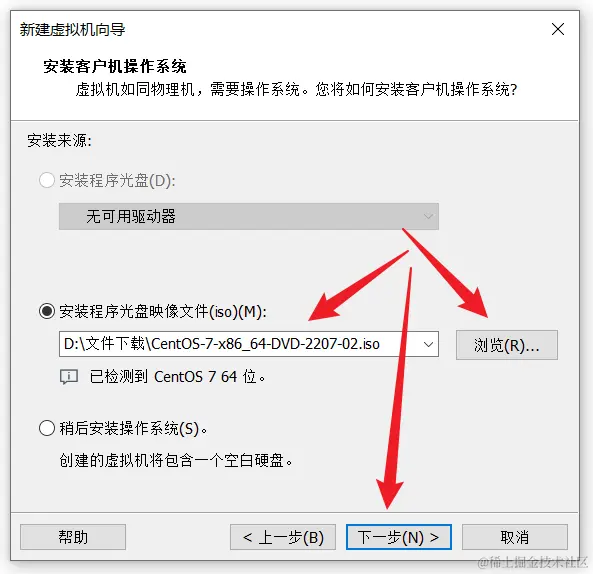 新建虚拟机向导
安装客户机操作系统
虚拟机如同物理机，需要操作系统。您将如何安装客户机操作系统?
安装来源:
安装程序光盘(D):
无可用驱动器
安装程序光盘映像文件(iso)(M):
D:\文件下载\CentOS-7-x86_64-DVD-2207-02.iso
浏览(R)...
已检测到 CentOS 7 64 位。
稍后安装操作系统(S)。
创建的虚拟机将包含一个空白硬盘。
帮助
< 上一步(B)
下一步(N) >
取消
@稀土掘金技术社区